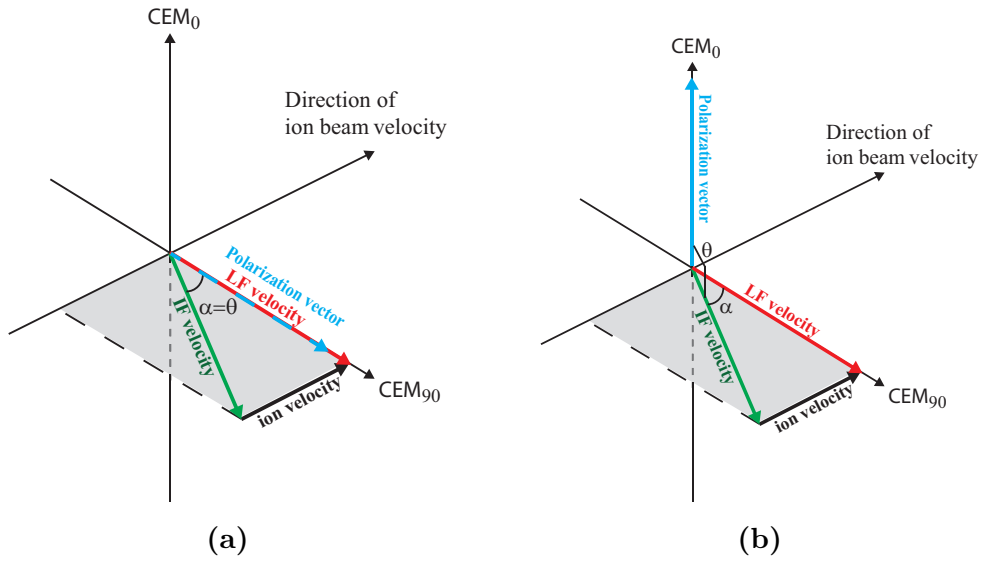 CEM0
Direction of
ion beam velocity
Polarization vector
LF velocity
α=θ
IF velocity
ion velocity
CEM90
(a)
CEM0
Polarization vector
Direction of
ion beam velocity
θ
LF velocity
α
IF velocity
ion velocity
CEM90
(b)